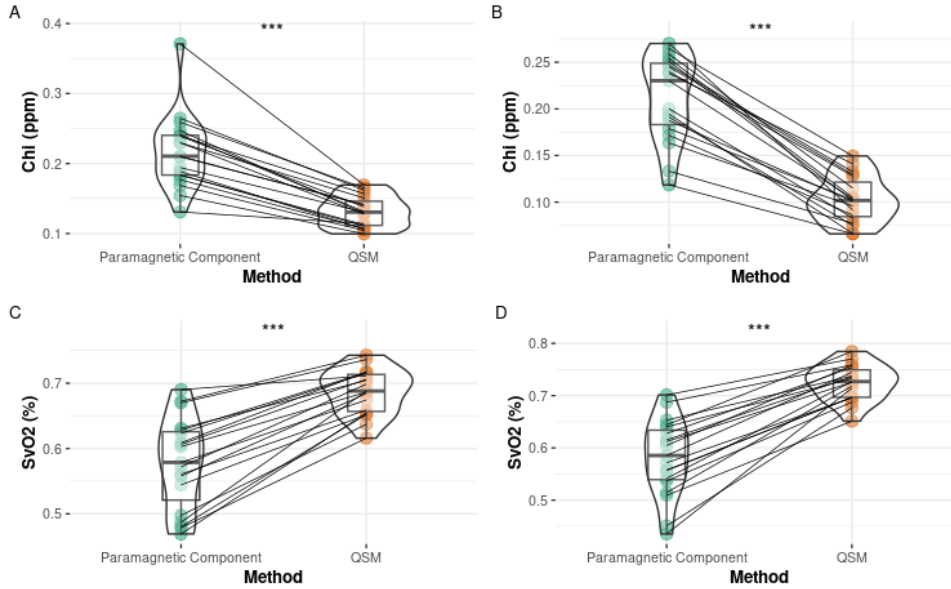 A
***
Chi (ppm)
0.4
0.3
0.2
0.1
Paramagnetic Component
QSM
Method
B
***
Chi (ppm)
0.25
0.20
0.15
0.10
Paramagnetic Component
QSM
Method
C
***
SvO2 (%)
0.7
0.6
0.5
Paramagnetic Component
QSM
Method
D
***
SvO2 (%)
0.8
0.7
0.6
0.5
Paramagnetic Component
QSM
Method